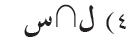 ٤) ل ∩ س